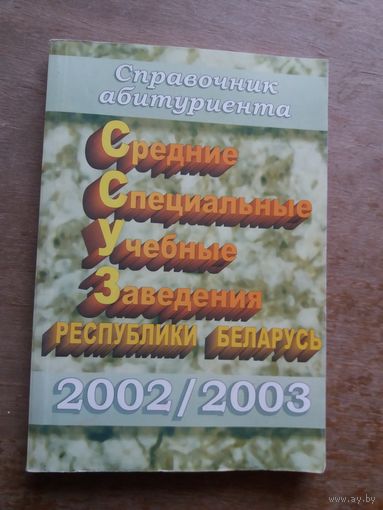 Справочник
абитуриента
Средние
Специальные
Учебные
Заведения
РЕСПУБЛИКИ БЕЛАРУСЬ
2002/2003
www.ay.by